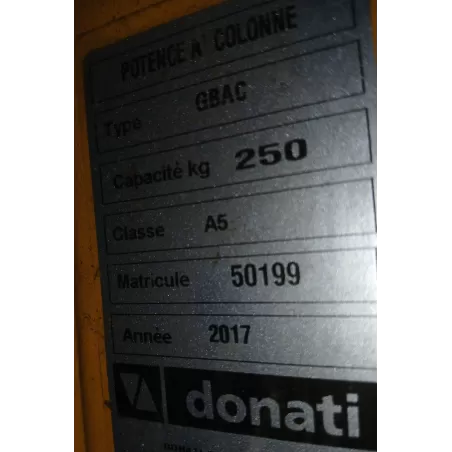 POTENCE A' COLONNE
Type GBAC
Capacité kg 250
Classe A5
Matricule 50199
Année 2017
donati